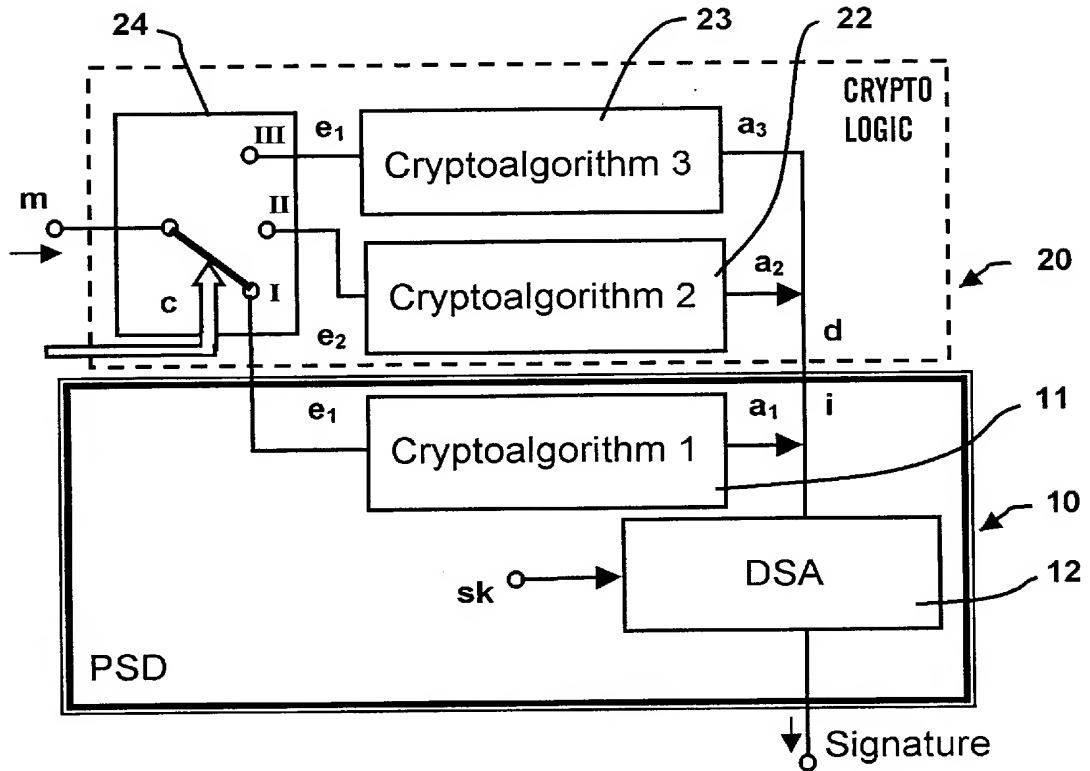 24
23
22
CRYPTO
LOGIC
III
e1
Cryptoalgorithm 3
a3
m
II
Cryptoalgorithm 2
a2
20
c
I
e2
d
e1
Cryptoalgorithm 1
a1
i
11
10
sk
DSA
12
PSD
Signature